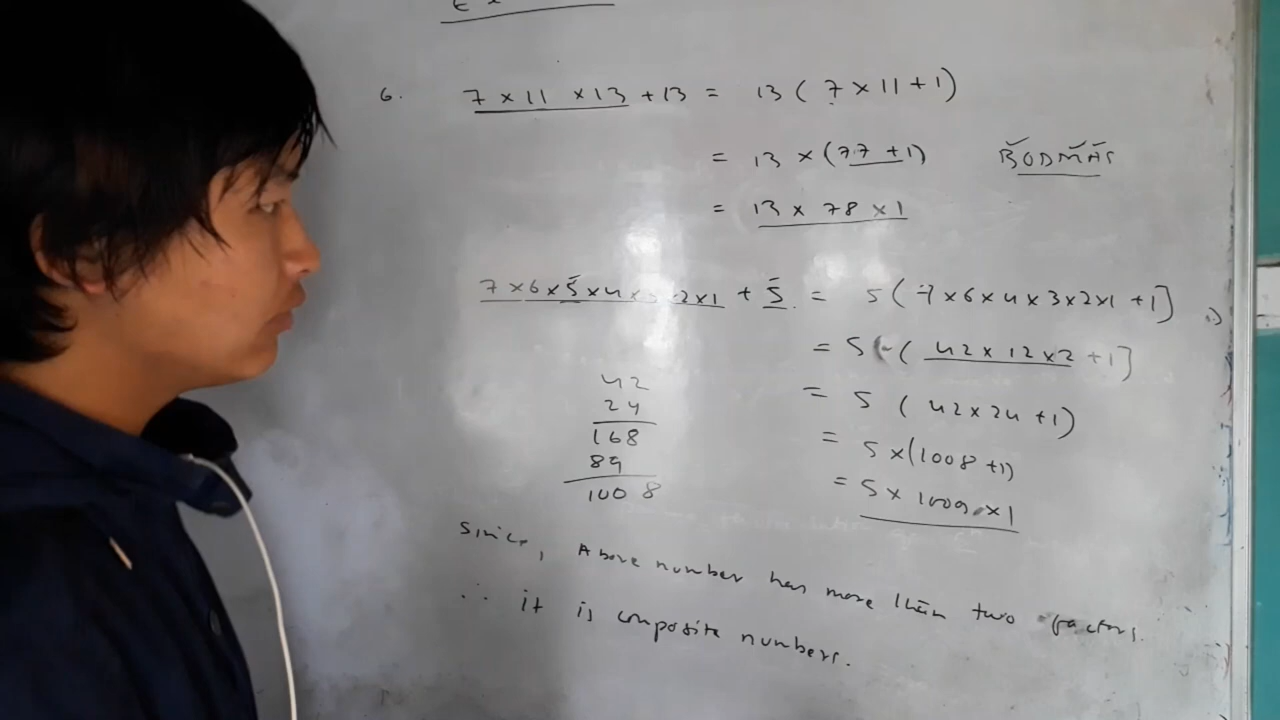 6. 7 × 11 × 13 + 13 = 13 ( 7 × 11 + 1 )
= 13 × ( 77 + 1 ) BODMAS
= 13 × 78 × 1
7 × 6 × 5 × 4 × 2 × 1 + 5 = 5 ( 7 × 6 × 4 × 3 × 2 × 1 + 1 ]
= 5 ( 42 × 12 × 2 + 1 ]
= 5 ( 42 × 24 + 1 )
= 5 × ( 1008 + 1 )
= 5 × 1009 × 1
42
24
168
84
1008
Since, Above number has more than two factors.
∴ it is composite numbers.